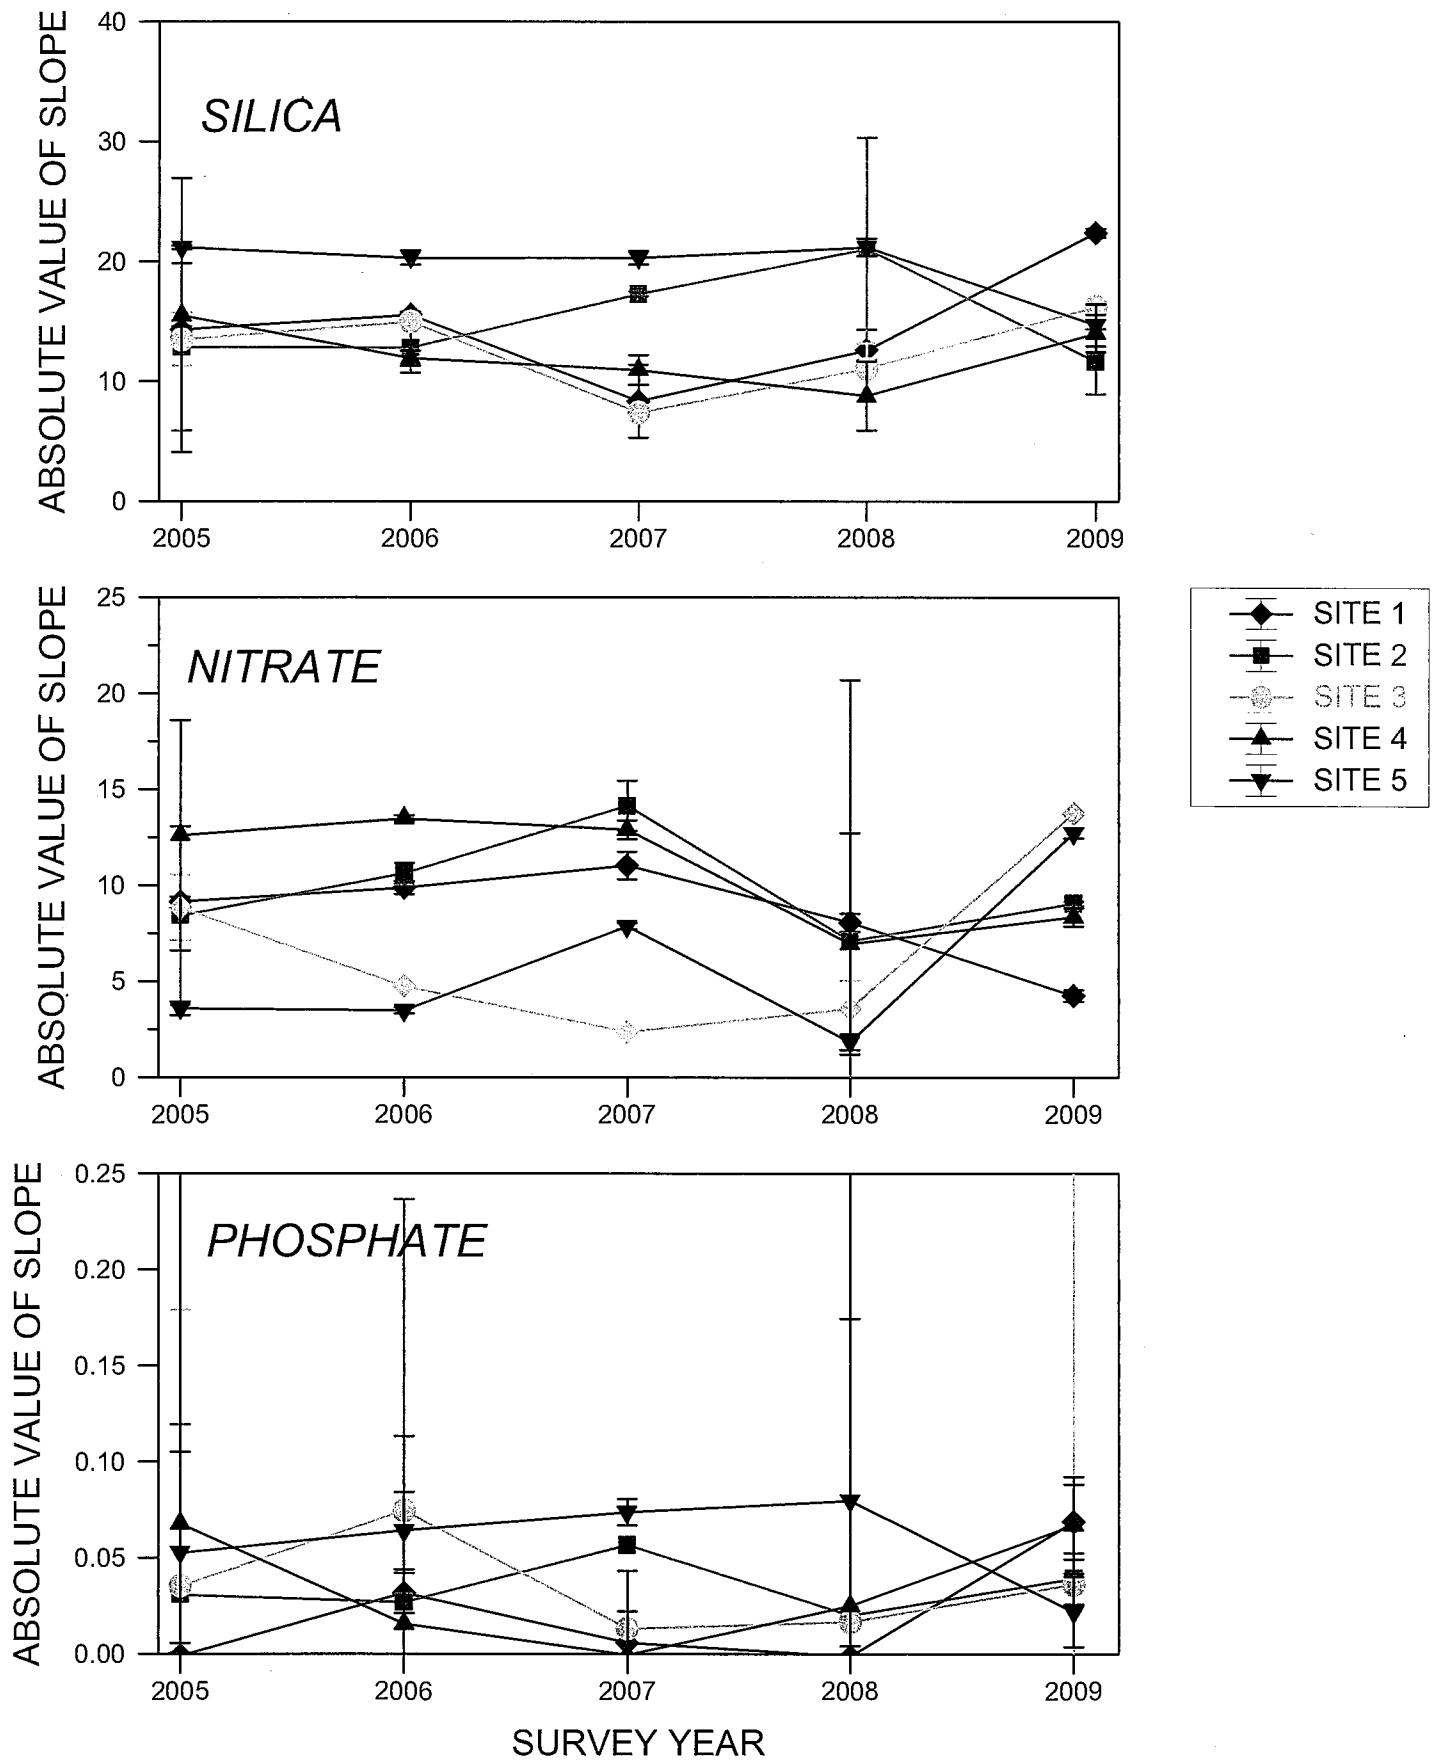 ABSOLUTE VALUE OF SLOPE
40
30
20
10
0
SILICA
2005 2006 2007 2008 2009
ABSOLUTE VALUE OF SLOPE
25
20
15
10
5
0
NITRATE
2005 2006 2007 2008 2009
SITE 1
SITE 2
SITE 3
SITE 4
SITE 5
ABSOLUTE VALUE OF SLOPE
0.25
0.20
0.15
0.10
0.05
0.00
PHOSPHATE
2005 2006 2007 2008 2009
SURVEY YEAR